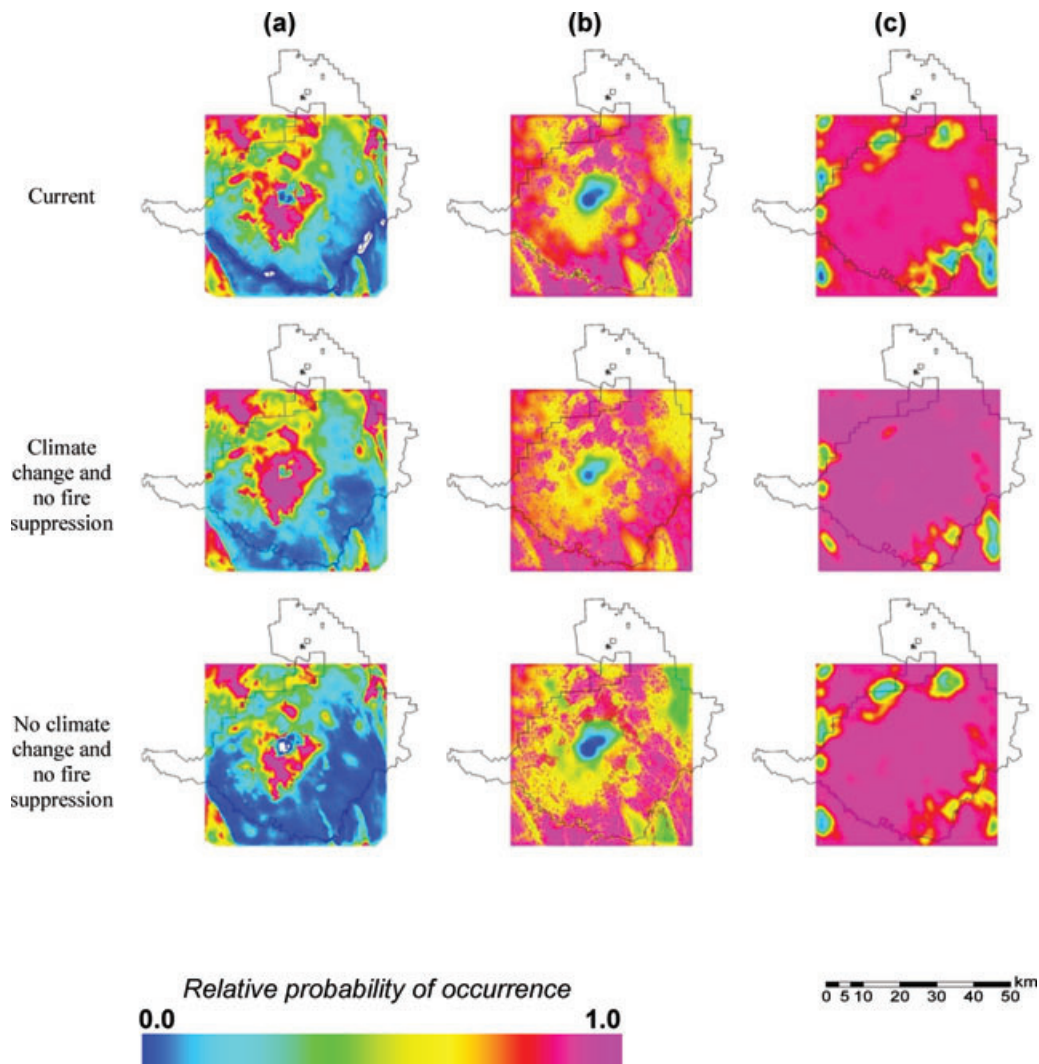 (a) (b) (c)
Current
Climate
change and
no fire
suppression
No climate
change and
no fire
suppression
Relative probability of occurrence
0.0 1.0
km
0 5 10 20 30 40 50